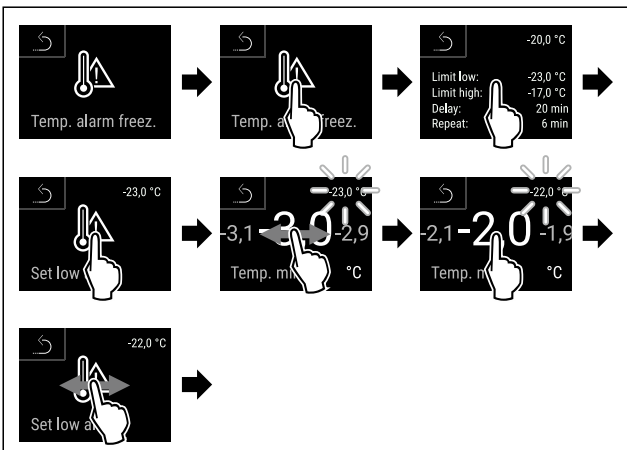 Temp. alarm freez.
Temp. a freez.
-20,0 °C
Limit low: -23,0 °C
Limit high: -17,0 °C
Delay: 20 min
Repeat: 6 min
-23,0 °C
Set low
-23,0 °C
-3,1 -3,0 -2,9
Temp. m °C
-22,0 °C
-2,1 -2,0 -1,9
Temp. °C
-22,0 °C
Set low a